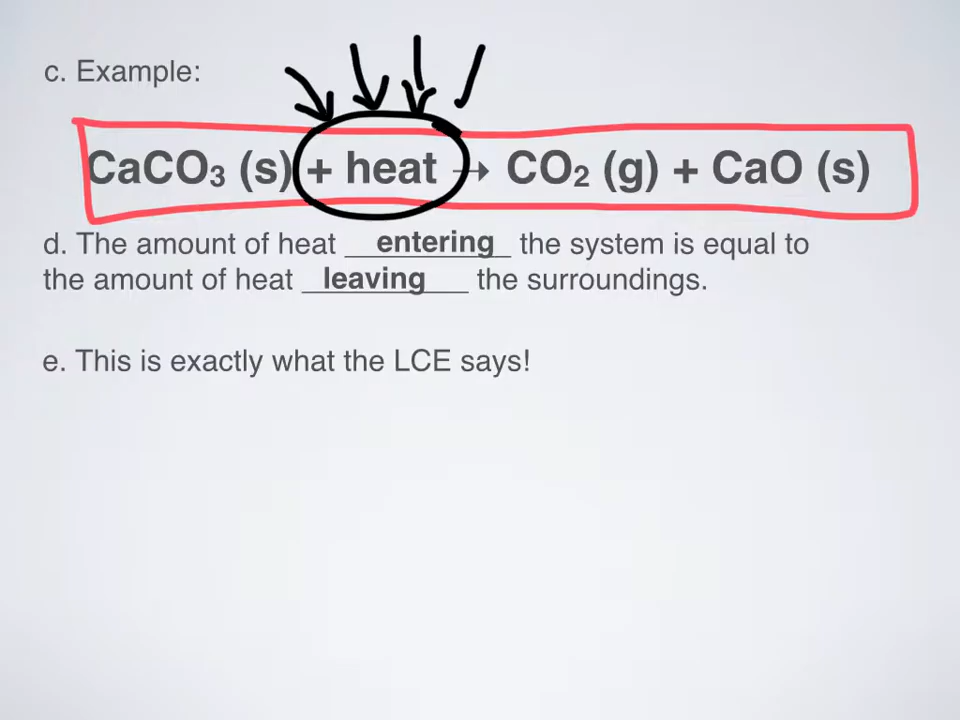 c. Example:
CaCO₃ (s) + heat → CO₂ (g) + CaO (s)
d. The amount of heat entering the system is equal to
the amount of heat leaving the surroundings.
e. This is exactly what the LCE says!